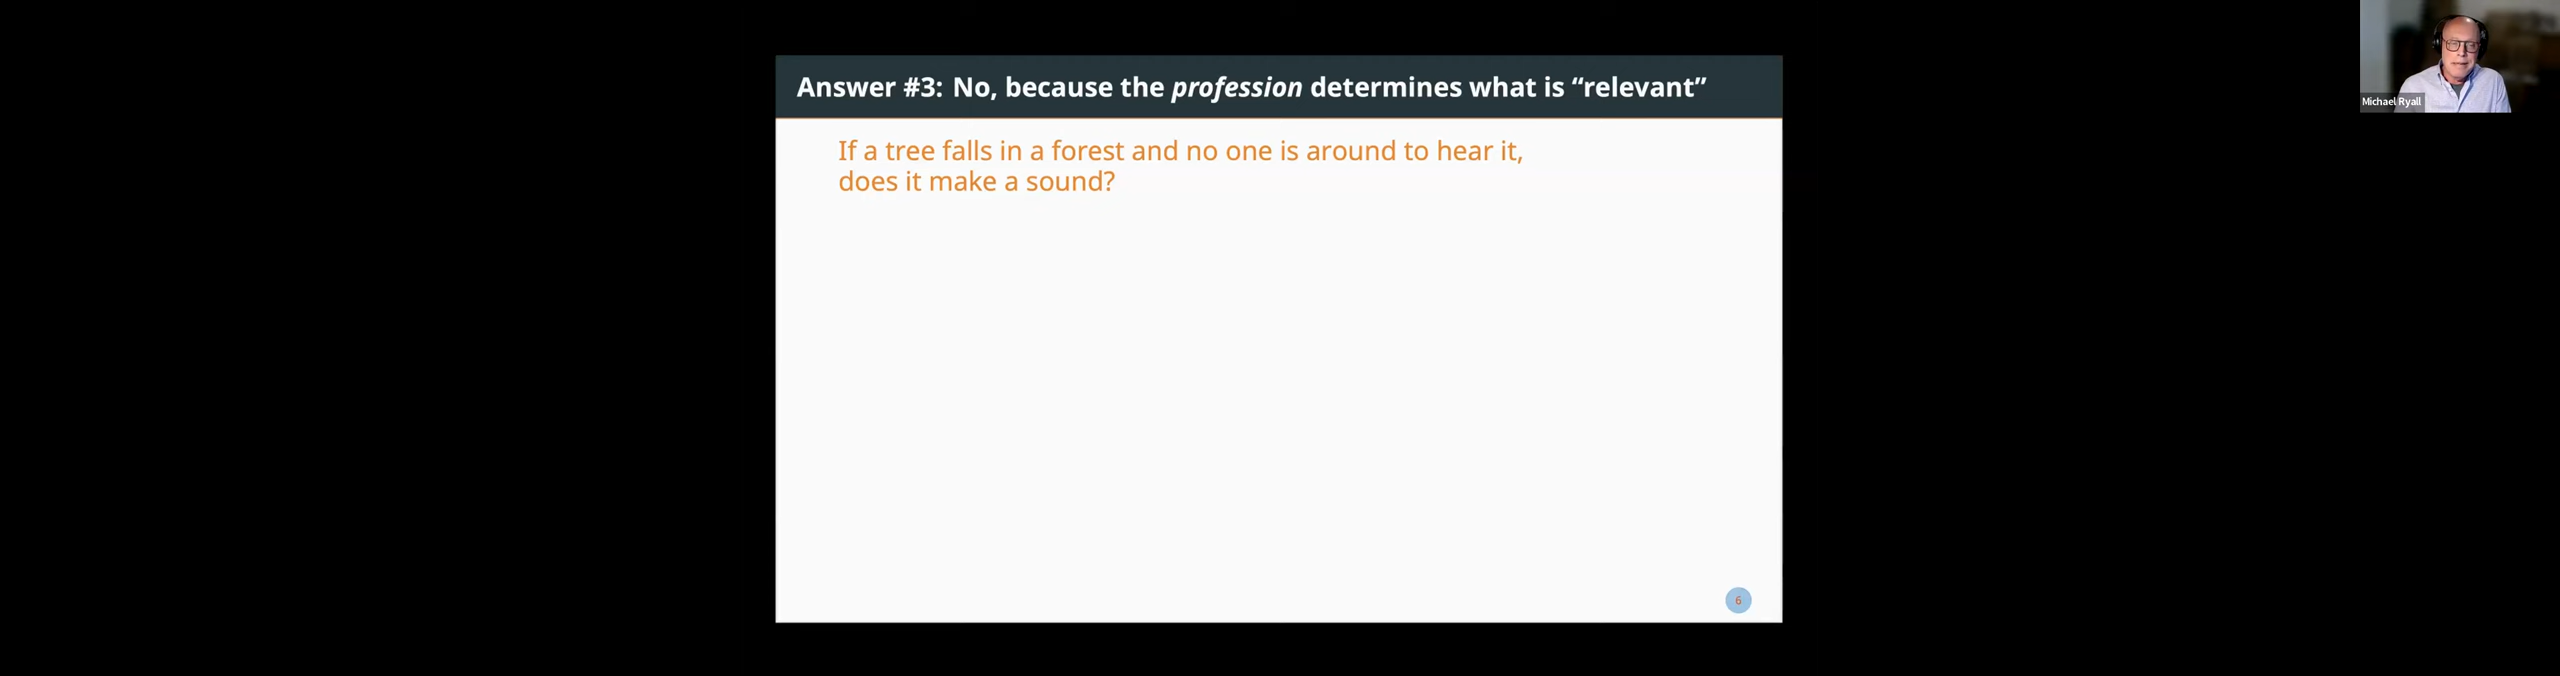 Answer #3: No, because the profession determines what is “relevant”
If a tree falls in a forest and no one is around to hear it,
does it make a sound?
6
Michael Ryall